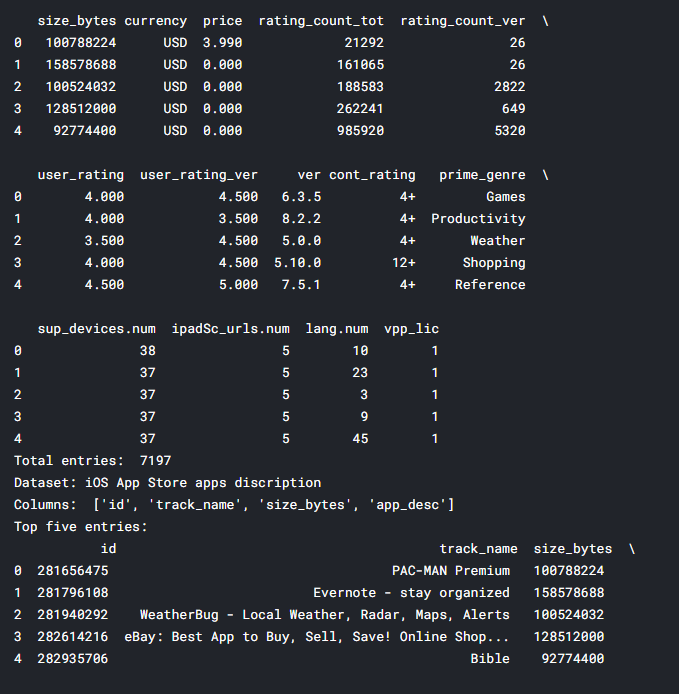 size_bytes currency price rating_count_tot rating_count_ver \
0 100788224 USD 3.990 21292 26
1 158578688 USD 0.000 161065 26
2 100524032 USD 0.000 188583 2822
3 128512000 USD 0.000 262241 649
4 92774400 USD 0.000 985920 5320
user_rating user_rating_ver ver cont_rating prime_genre \
0 4.000 4.500 6.3.5 4+ Games
1 4.000 3.500 8.2.2 4+ Productivity
2 3.500 4.500 5.0.0 4+ Weather
3 4.000 4.500 5.10.0 12+ Shopping
4 4.500 5.000 7.5.1 4+ Reference
sup_devices.num ipadSc_urls.num lang.num vpp_lic
0 38 5 10 1
1 37 5 23 1
2 37 5 3 1
3 37 5 9 1
4 37 5 45 1
Total entries: 7197
Dataset: iOS App Store apps discription
Columns: ['id', 'track_name', 'size_bytes', 'app_desc']
Top five entries:
id track_name size_bytes \
0 281656475 PAC-MAN Premium 100788224
1 281796108 Evernote - stay organized 158578688
2 281940292 WeatherBug - Local Weather, Radar, Maps, Alerts 100524032
3 282614216 eBay: Best App to Buy, Sell, Save! Online Shop... 128512000
4 282935706 Bible 92774400